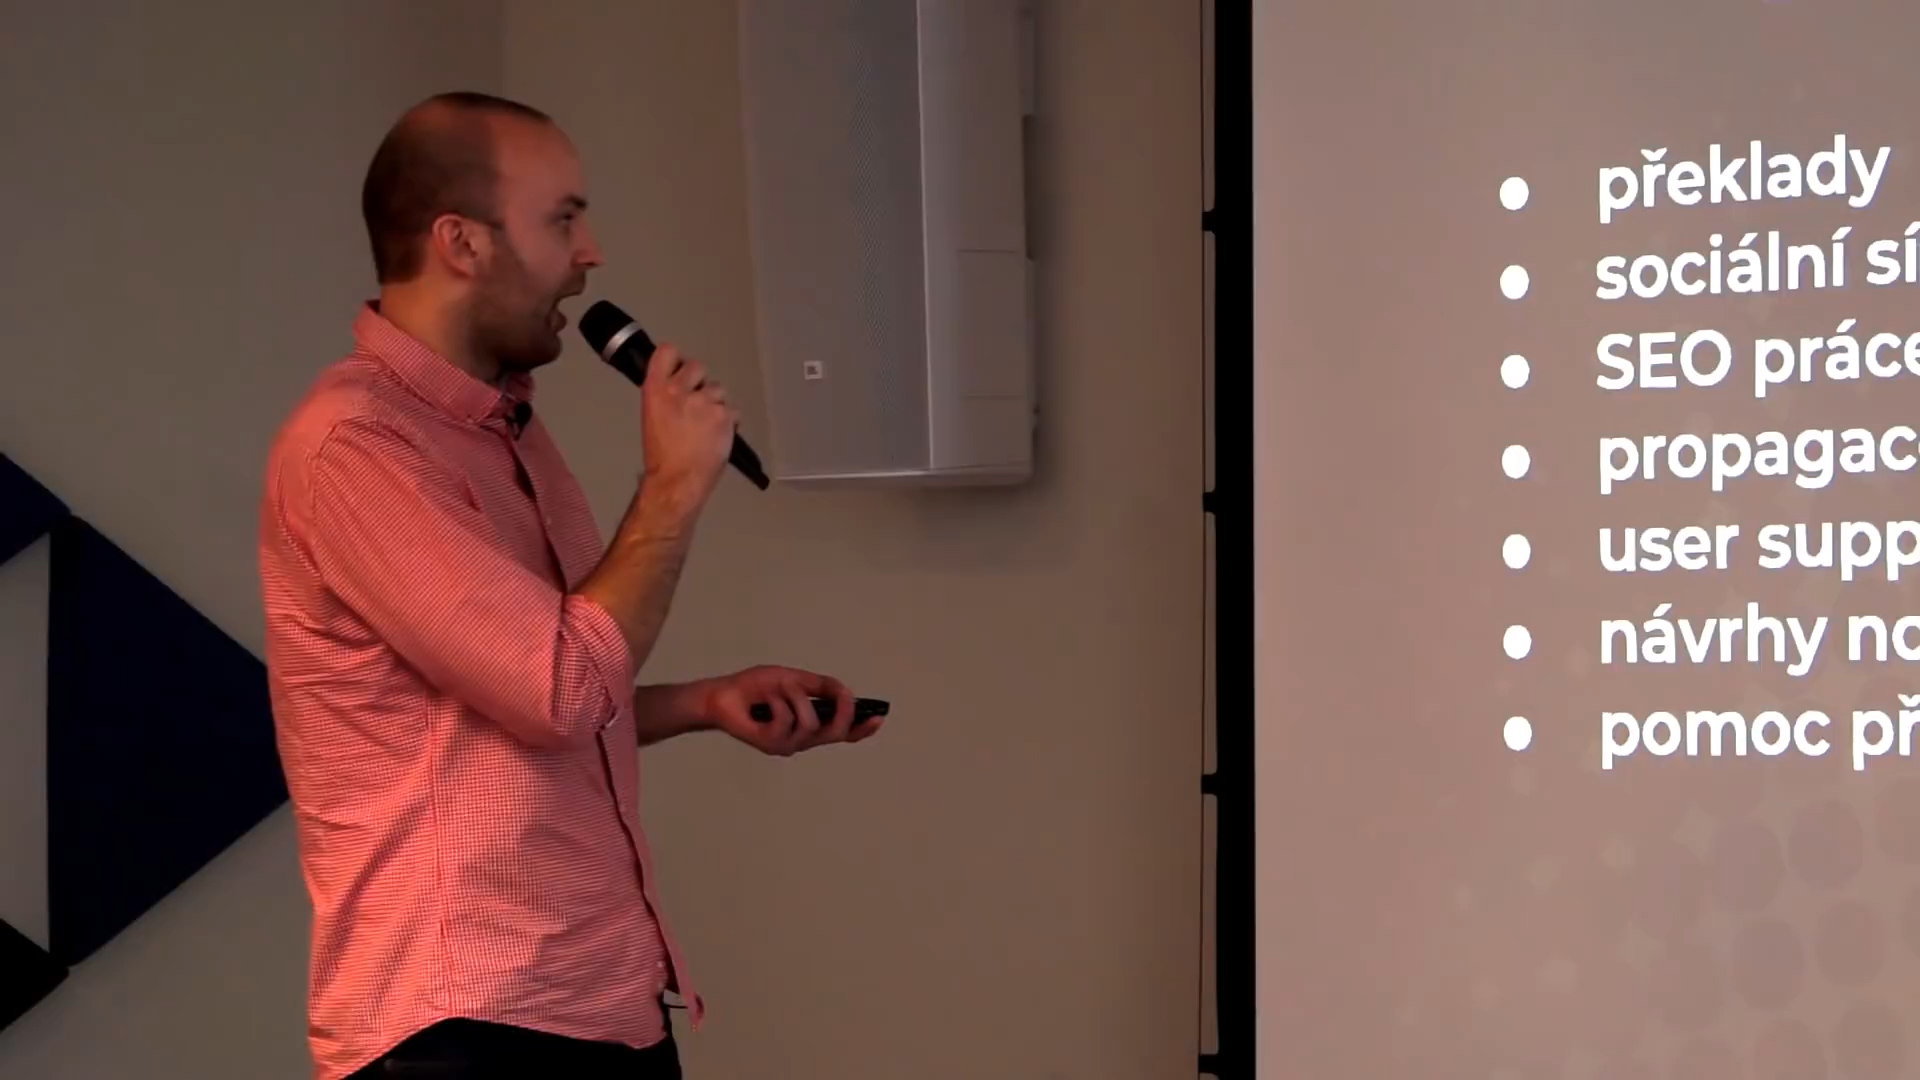 překlady
sociální sí
SEO práce
propagac
user supp
návrhy no
pomoc př